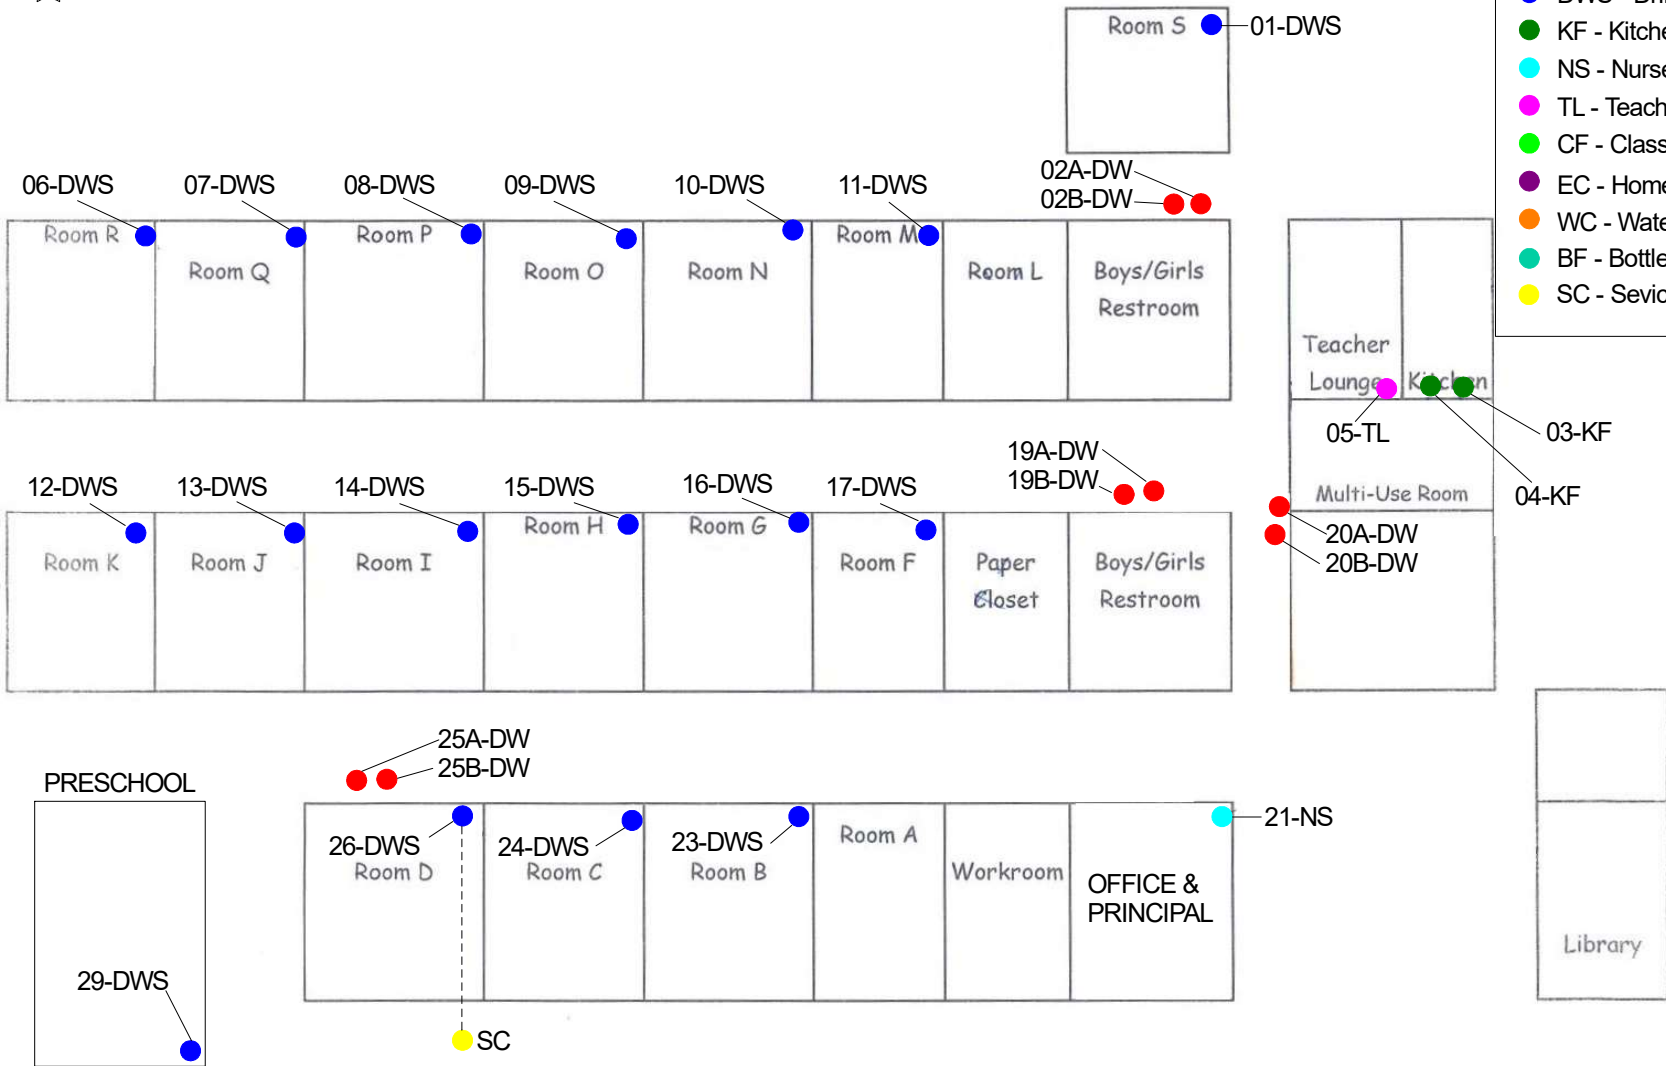 Room S
01-DWS
KF - Kitche
NS - Nurse
TL - Teach
CF - Class
EC - Home
WC - Wate
BF - Bottle
SC - Sevic
02A-DW
02B-DW
06-DWS
07-DWS
08-DWS
09-DWS
10-DWS
11-DWS
Room R
Room Q
Room P
Room O
Room N
Room M
Room L
Boys/Girls
Restroom
Teacher
Lounge
Kitchen
05-TL
03-KF
04-KF
Multi-Use Room
19A-DW
19B-DW
20A-DW
20B-DW
12-DWS
13-DWS
14-DWS
15-DWS
16-DWS
17-DWS
Room K
Room J
Room I
Room H
Room G
Room F
Paper
Closet
Boys/Girls
Restroom
25A-DW
25B-DW
PRESCHOOL
29-DWS
26-DWS
Room D
24-DWS
Room C
23-DWS
Room B
Room A
Workroom
OFFICE &
PRINCIPAL
21-NS
Library
SC